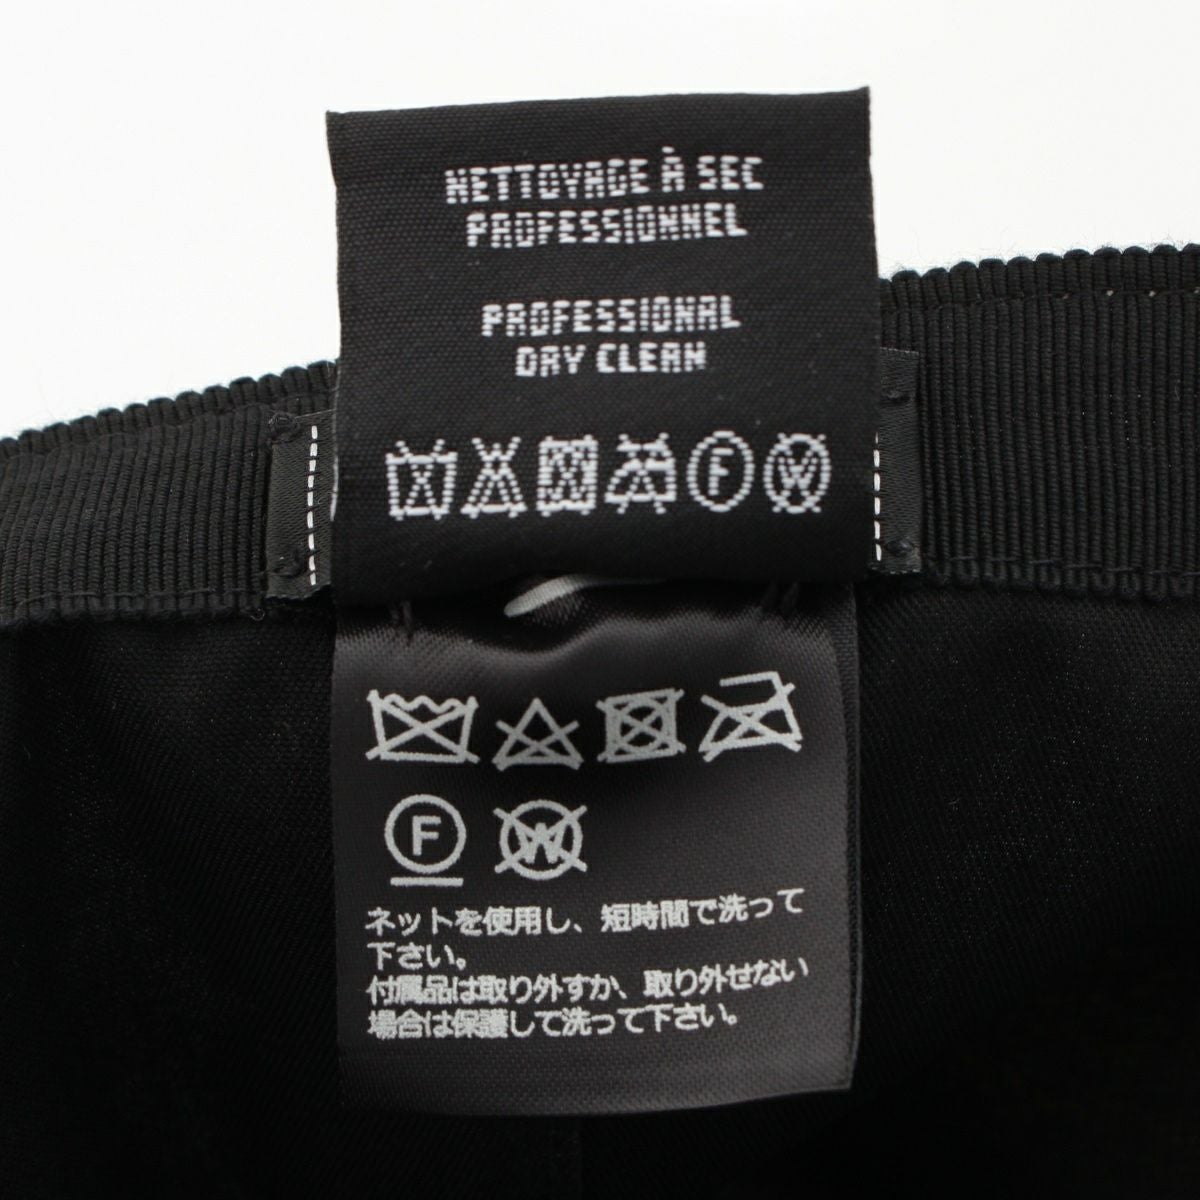 NETTOYAGE À SEC
PROFESSIONNEL
PROFESSIONAL
DRY CLEAN
F W
F W
ネットを使用し、短時間で洗って
下さい。
付属品は取り外すか、取り外せない
場合は保護して洗って下さい。